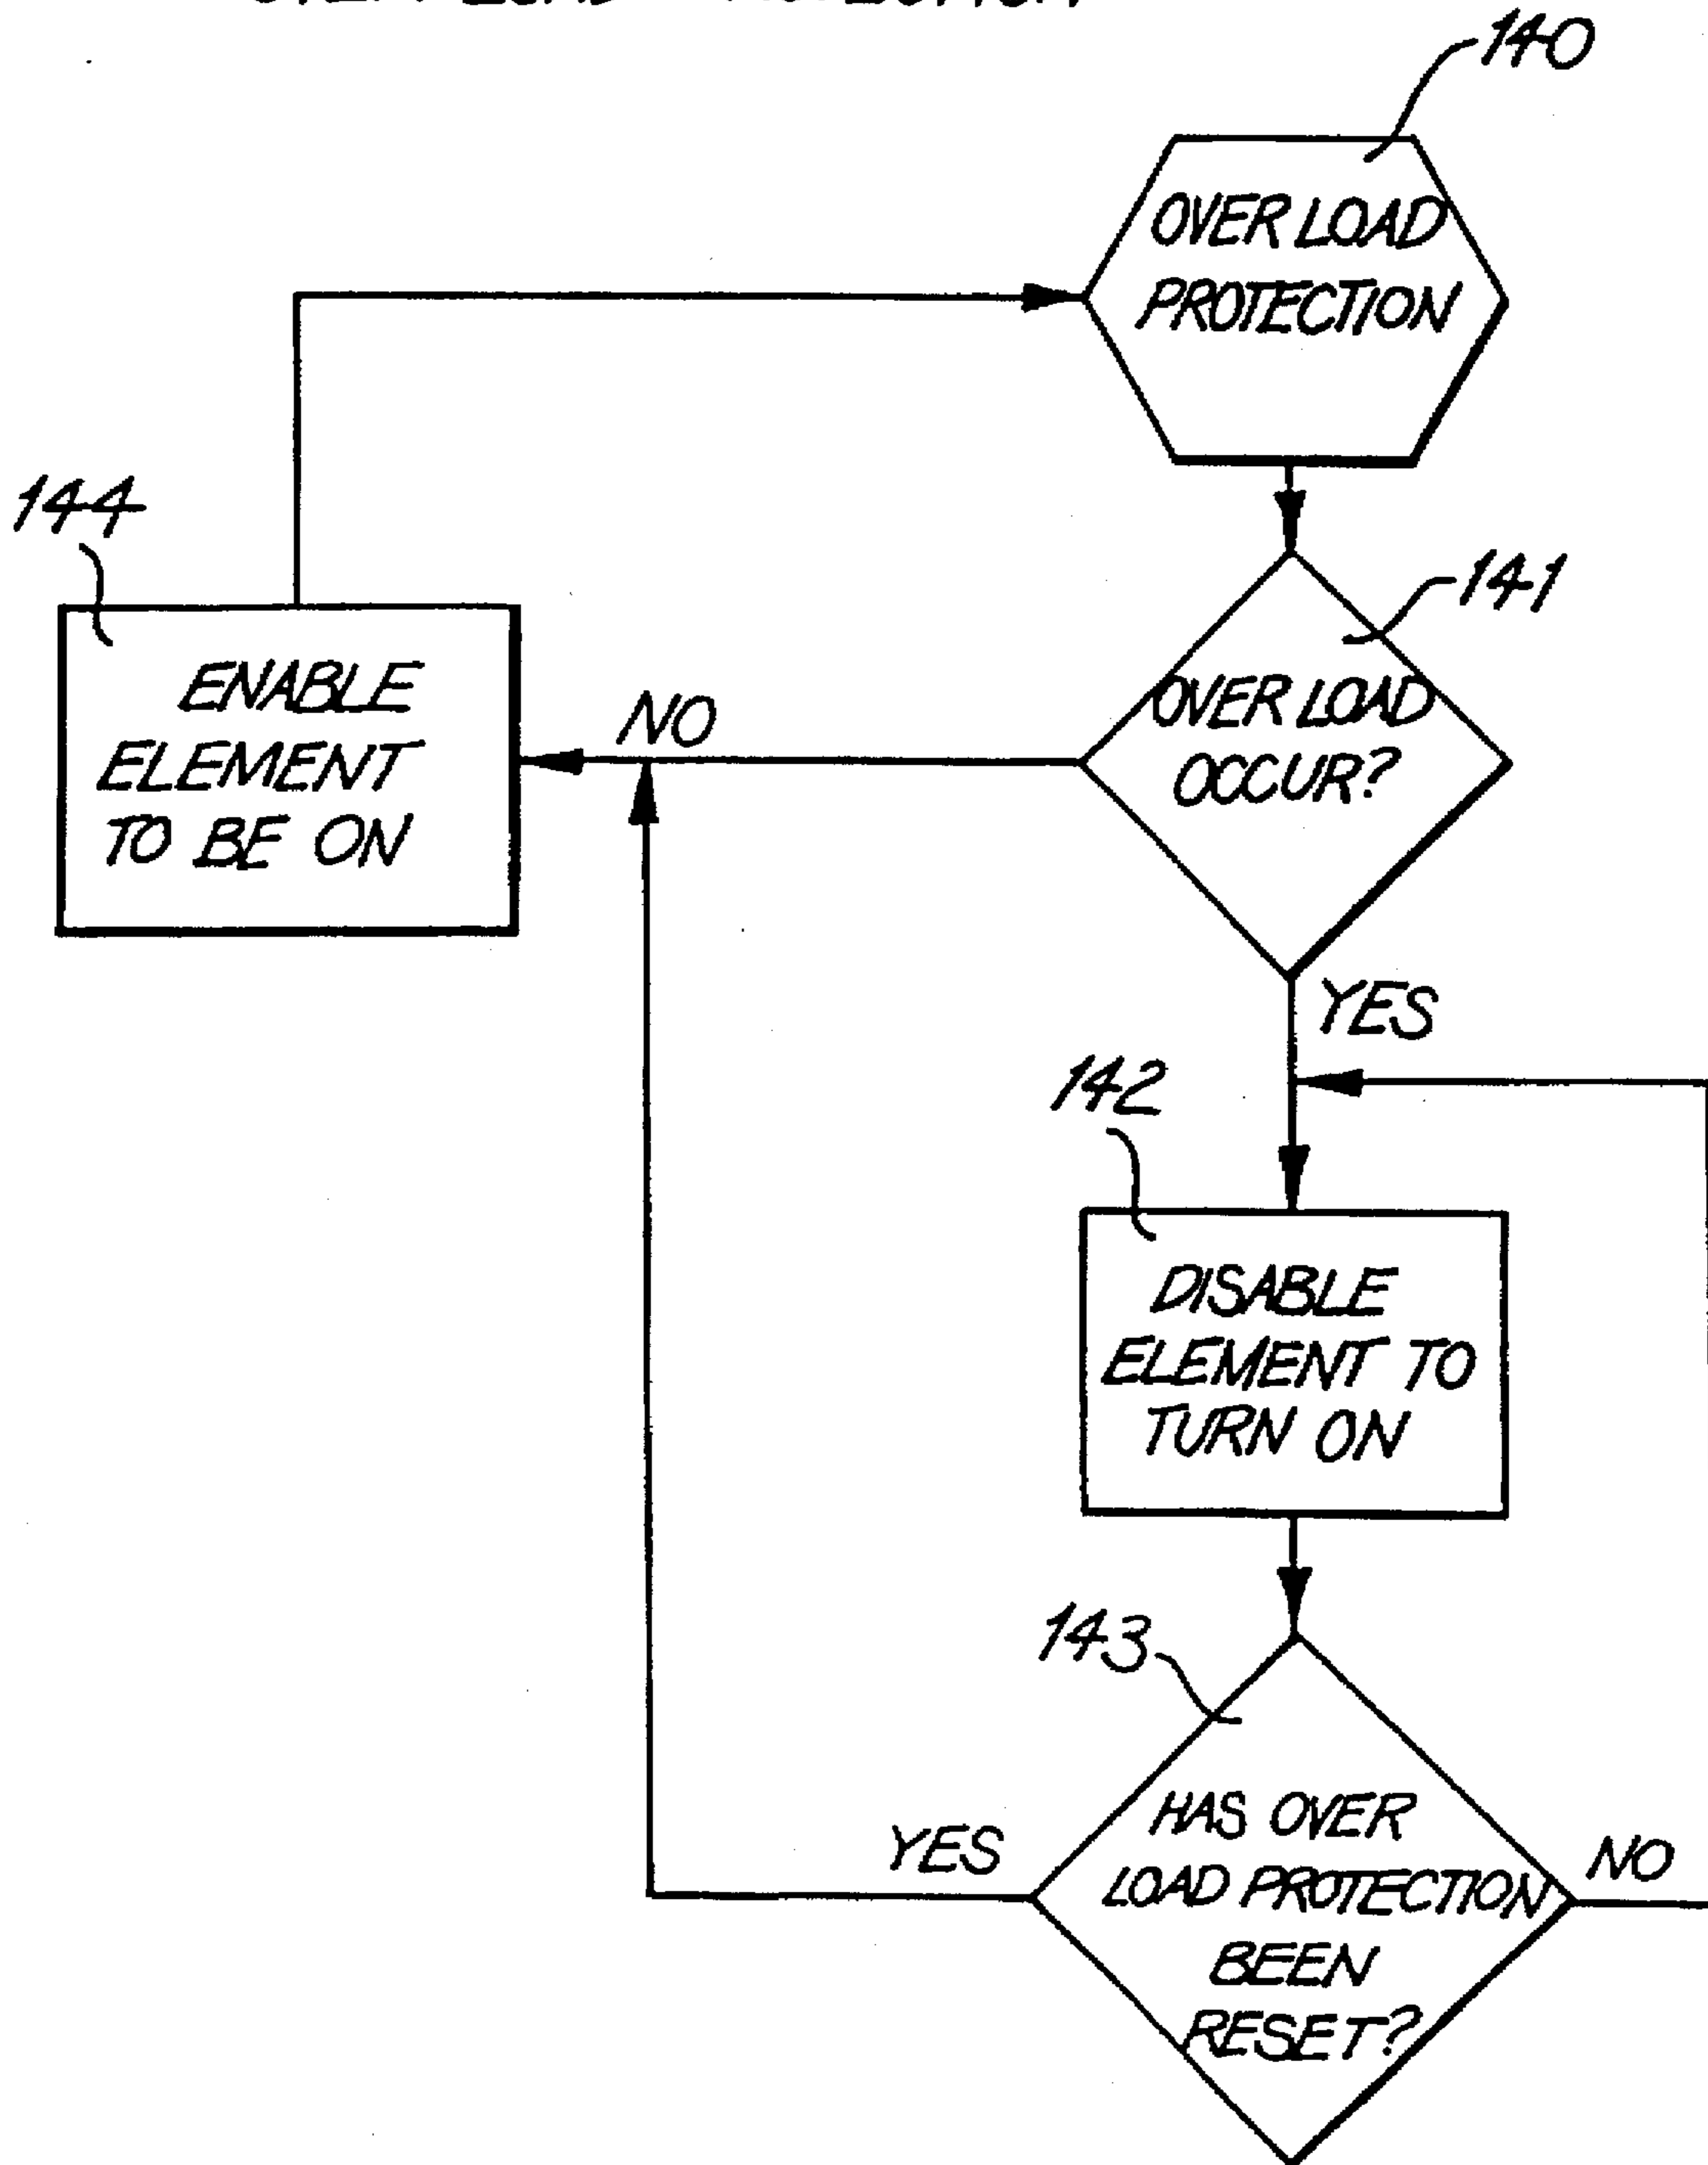 140
OVER LOAD
PROTECTION
144
141
ENABLE
ELEMENT
TO BE ON
NO
OVER LOAD
OCCUR?
YES
142
DISABLE
ELEMENT TO
TURN ON
143
YES
HAS OVER
LOAD PROTECTION
BEEN
RESET?
NO